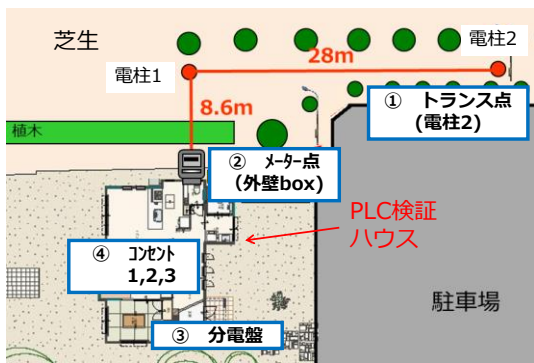 芝生
電柱2
電柱1
28m
8.6m
① トランス点
(電柱2)
植木
② ﾒｰﾀｰ点
(外壁box)
PLC検証
ハウス
④ ｺﾝｾﾝﾄ
1,2,3
駐車場
③ 分電盤